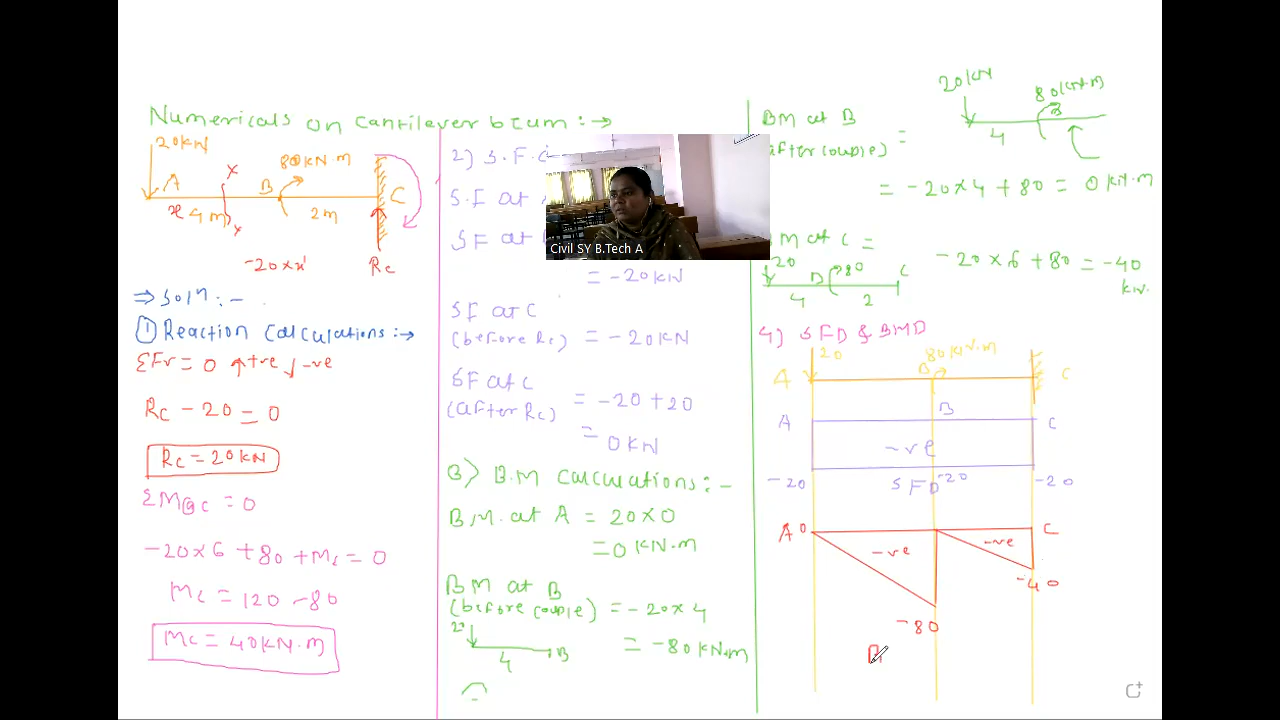 Numericals on Cantilever beam :→
20KN
A
x
B
80KN.m
C
x 4m
x
2m
-20×x
Rc
⇒ Soln :-
① Reaction Calculations :→
ΣFv = 0 ↑+ve ↓-ve
Rc - 20 = 0
Rc = 20KN
ΣM@c = 0
-20×6 +80 +Mc = 0
Mc = 120 -80
Mc = 40KN.m
2) S.F.
S.F at
SF at
= -20KN
SF at C
(before Rc) = -20KN
SF at C
(after Rc) = -20 +20
= 0KN
3) B.M Calculations :-
B.M. at A = 20×0
= 0 KN.m
BM at B
(before couple) = -20×4
4
B
= -80KN.m
Civil SY B.Tech A
BM at B
(after couple) =
20KN
80KN.m
B
4
= -20×4 +80 = 0 KN.m
M at C =
20
B
80
C
4
2
-20×6 +80 = -40
KN.
4) SFD & BMD
20
80KN.m
A
B
C
A
B
C
-ve
-20
SFD
-20
-20
A 0
C
-ve
-ve
-40
-80
B